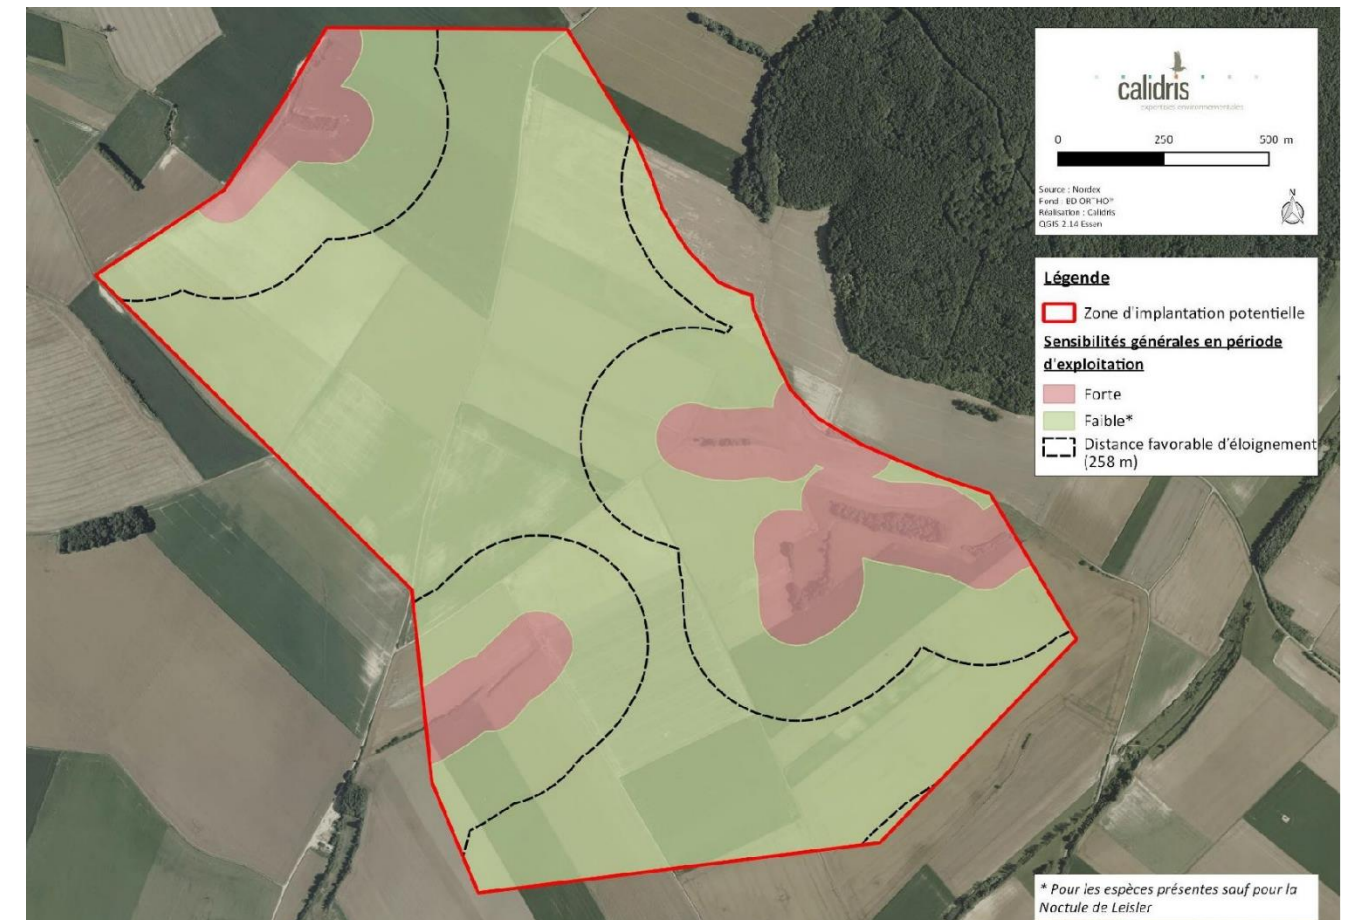 calidris
expertises environnementales
0 250 500 m
Source : Nordex
Fond : BD ORTHO®
Réalisation : Calidris
QGIS 2.14 Essen
N
Légende
Zone d'implantation potentielle
Sensibilités générales en période
d'exploitation
Forte
Faible*
Distance favorable d'éloignement
(258 m)
* Pour les espèces présentes sauf pour la
Noctule de Leisler